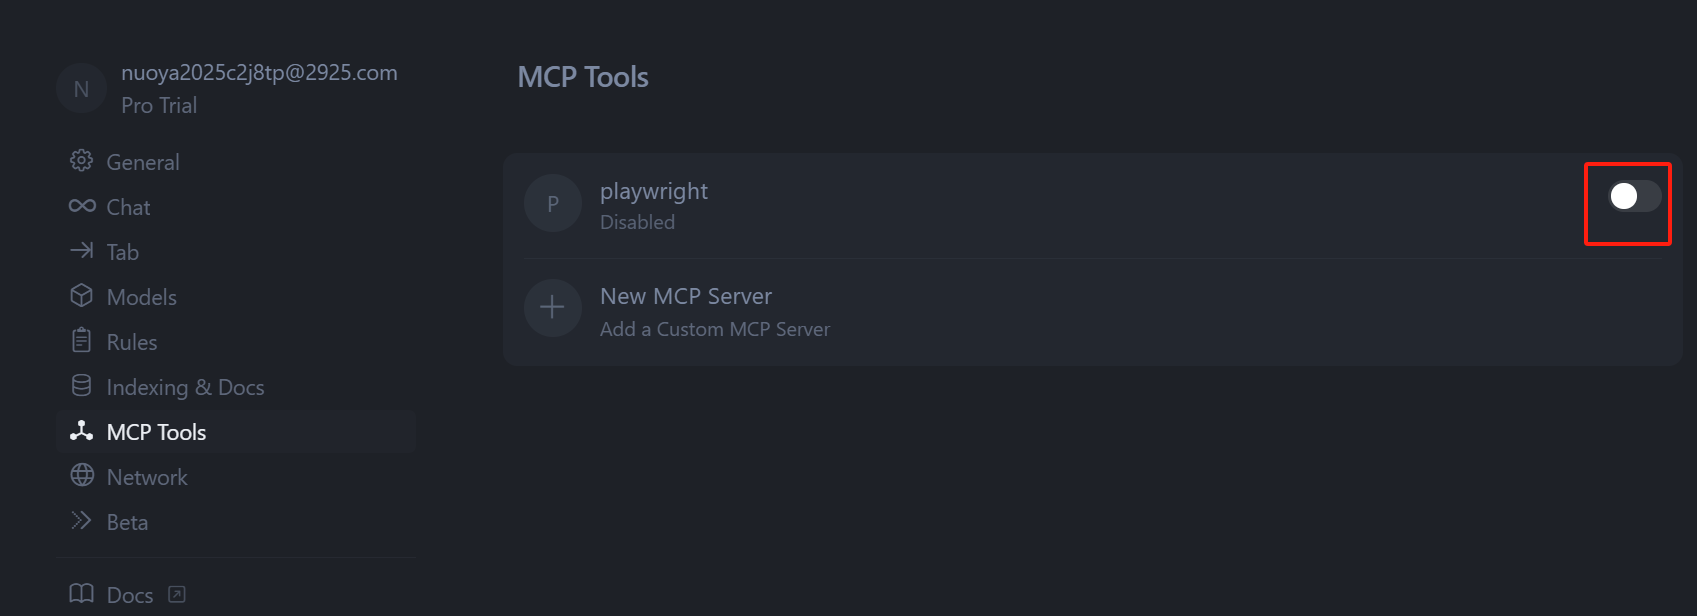 N
nuoya2025c2j8tp@2925.com
Pro Trial
General
Chat
Tab
Models
Rules
Indexing & Docs
MCP Tools
Network
Beta
Docs
MCP Tools
P
playwright
Disabled
New MCP Server
Add a Custom MCP Server